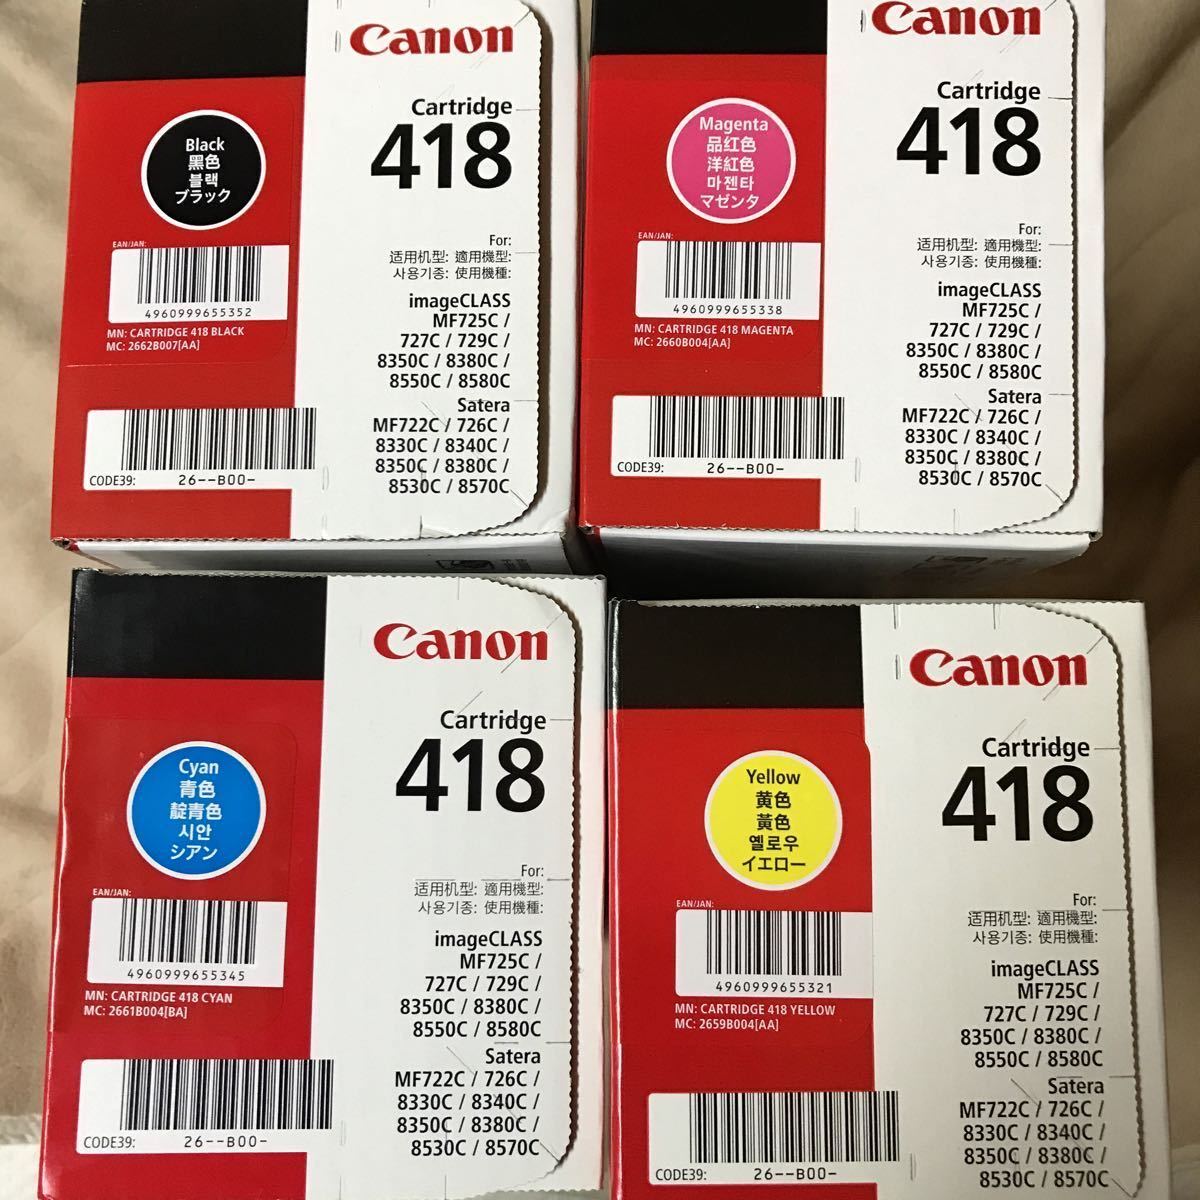 Canon
Cartridge
418
Black
黑色
블랙
ブラック
EAN/JAN:
4960999655352
MN: CARTRIDGE 418 BLACK
MC: 2662B007[AA]
For:
适用机型: 適用機型:
사용기종: 使用機種:
imageCLASS
MF725C /
727C / 729C /
8350C / 8380C /
8550C / 8580C
Satera
MF722C / 726C /
8330C / 8340C /
8350C / 8380C /
8530C / 8570C
CODE39:
26--B00-
Canon
Cartridge
418
Magenta
品红色
洋紅色
마젠타
マゼンタ
EAN/JAN:
4960999655338
MN: CARTRIDGE 418 MAGENTA
MC: 2660B004[AA]
For:
适用机型: 適用機型:
사용기종: 使用機種:
imageCLASS
MF725C /
727C / 729C /
8350C / 8380C /
8550C / 8580C
Satera
MF722C / 726C /
8330C / 8340C /
8350C / 8380C /
8530C / 8570C
CODE39:
26--B00-
Canon
Cartridge
418
Cyan
青色
靛青色
시안
シアン
EAN/JAN:
4960999655345
MN: CARTRIDGE 418 CYAN
MC: 2661B004[BA]
For:
适用机型: 適用機型:
사용기종: 使用機種:
imageCLASS
MF725C /
727C / 729C /
8350C / 8380C /
8550C / 8580C
Satera
MF722C / 726C /
8330C / 8340C /
8350C / 8380C /
8530C / 8570C
CODE39:
26--B00-
Canon
Cartridge
418
Yellow
黄色
黃色
옐로우
イエロー
EAN/JAN:
4960999655321
MN: CARTRIDGE 418 YELLOW
MC: 2659B004[AA]
For:
适用机型: 適用機型:
사용기종: 使用機種:
imageCLASS
MF725C /
727C / 729C /
8350C / 8380C /
8550C / 8580C
Satera
MF722C / 726C /
8330C / 8340C /
8350C / 8380C /
8530C / 8570C
CODE39:
26--B00-